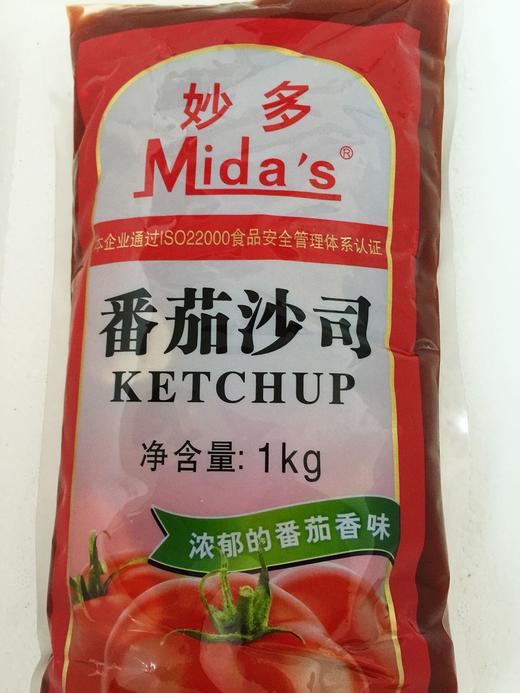 妙多
Mida's®
本企业通过ISO22000食品安全管理体系认证
番茄沙司
KETCHUP
净含量: 1kg
浓郁的番茄香味